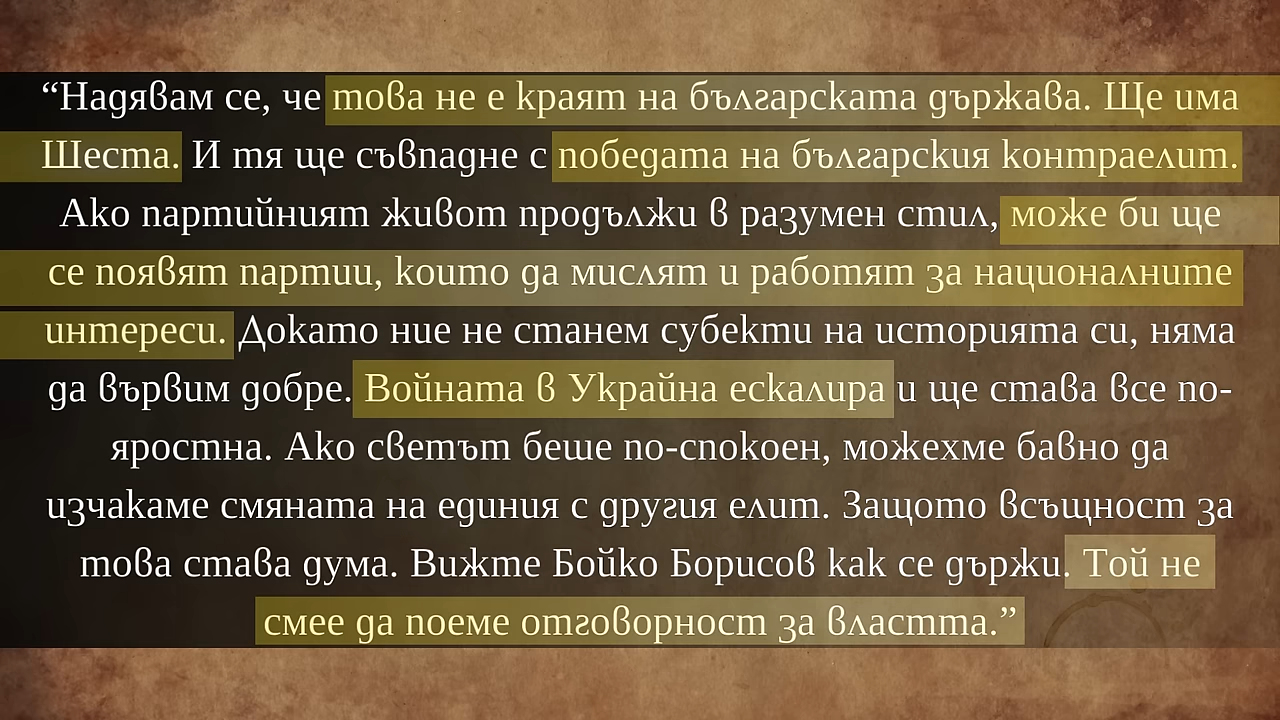 “Надявам се, че това не е краят на българската държава. Ще има
Шеста. И тя ще съвпадне с победата на българския контраелит.
Ако партийният живот продължи в разумен стил, може би ще
се появят партии, които да мислят и работят за националните
интереси. Докато ние не станем субекти на историята си, няма
да вървим добре. Войната в Украйна ескалира и ще става все по-
яростна. Ако светът беше по-спокоен, можехме бавно да
изчакаме смяната на единия с другия елит. Защото всъщност за
това става дума. Вижте Бойко Борисов как се държи. Той не
смее да поеме отговорност за властта.”